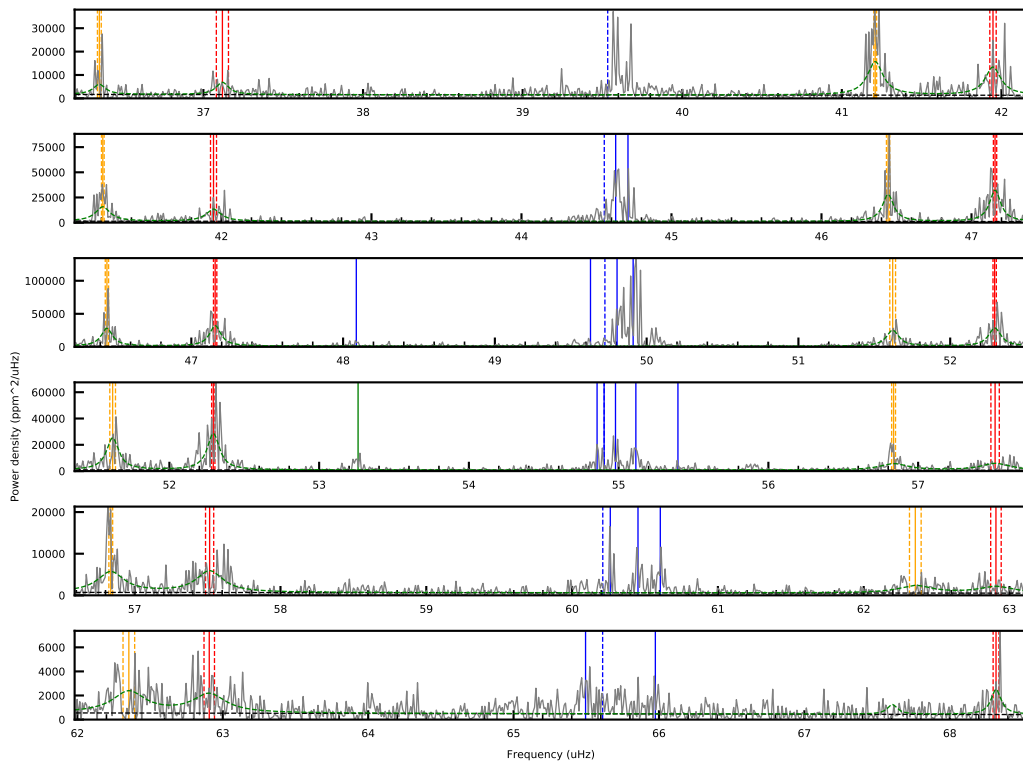 30000
20000
10000
0
37 38 39 40 41 42
75000
50000
25000
0
42 43 44 45 46 47
100000
50000
0
47 48 49 50 51 52
Power density (ppm^2/uHz)
60000
40000
20000
0
52 53 54 55 56 57
20000
10000
0
57 58 59 60 61 62 63
6000
4000
2000
0
62 63 64 65 66 67 68
Frequency (uHz)